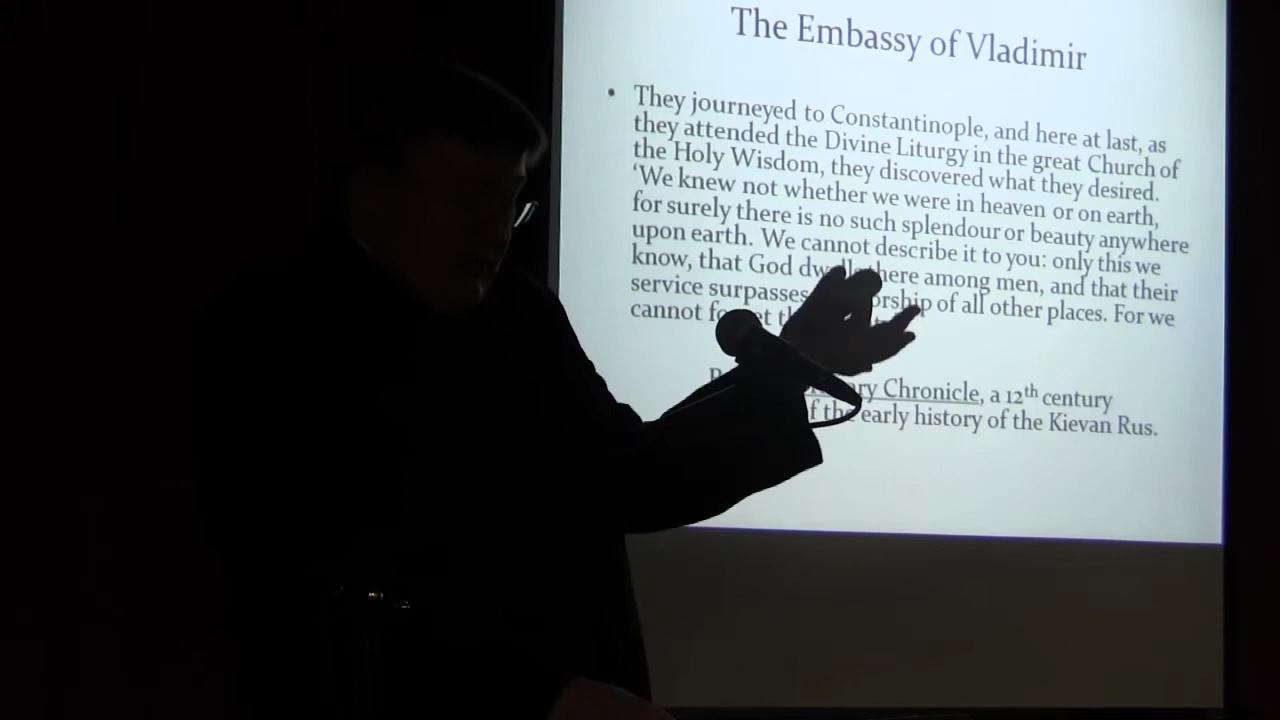 The Embassy of Vladimir
• They journeyed to Constantinople, and here at last, as
they attended the Divine Liturgy in the great Church of
the Holy Wisdom, they discovered what they desired.
‘We knew not whether we were in heaven or on earth,
for surely there is no such splendour or beauty anywhere
upon earth. We cannot describe it to you: only this we
know, that God there among men, and that their
service surpasses of all other places. For we
cannot
Chronicle, a 12th century
early history of the Kievan Rus.